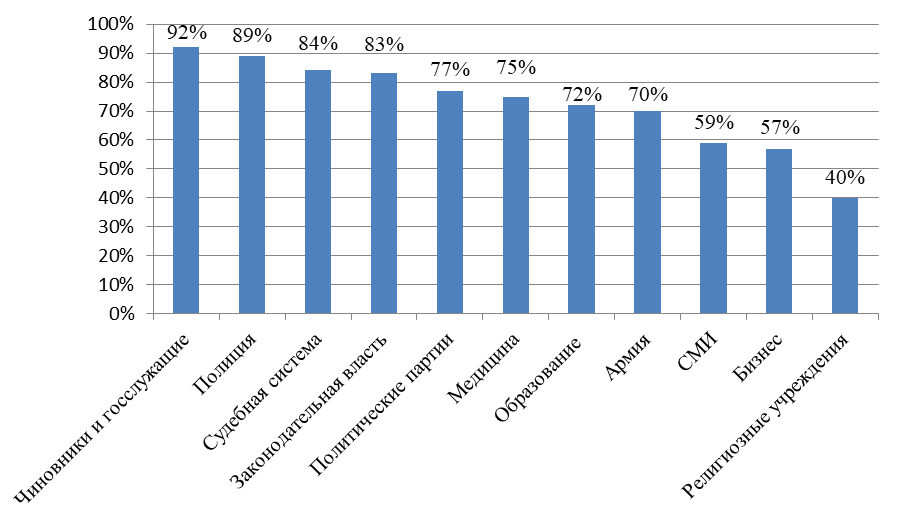 100%
90%
80%
70%
60%
50%
40%
30%
20%
10%
0%
92%
89%
84%
83%
77%
75%
72%
70%
59%
57%
40%
Чиновники и госслужащие
Полиция
Судебная система
Законодательная власть
Политические партии
Медицина
Образование
Армия
СМИ
Бизнес
Религиозные учреждения